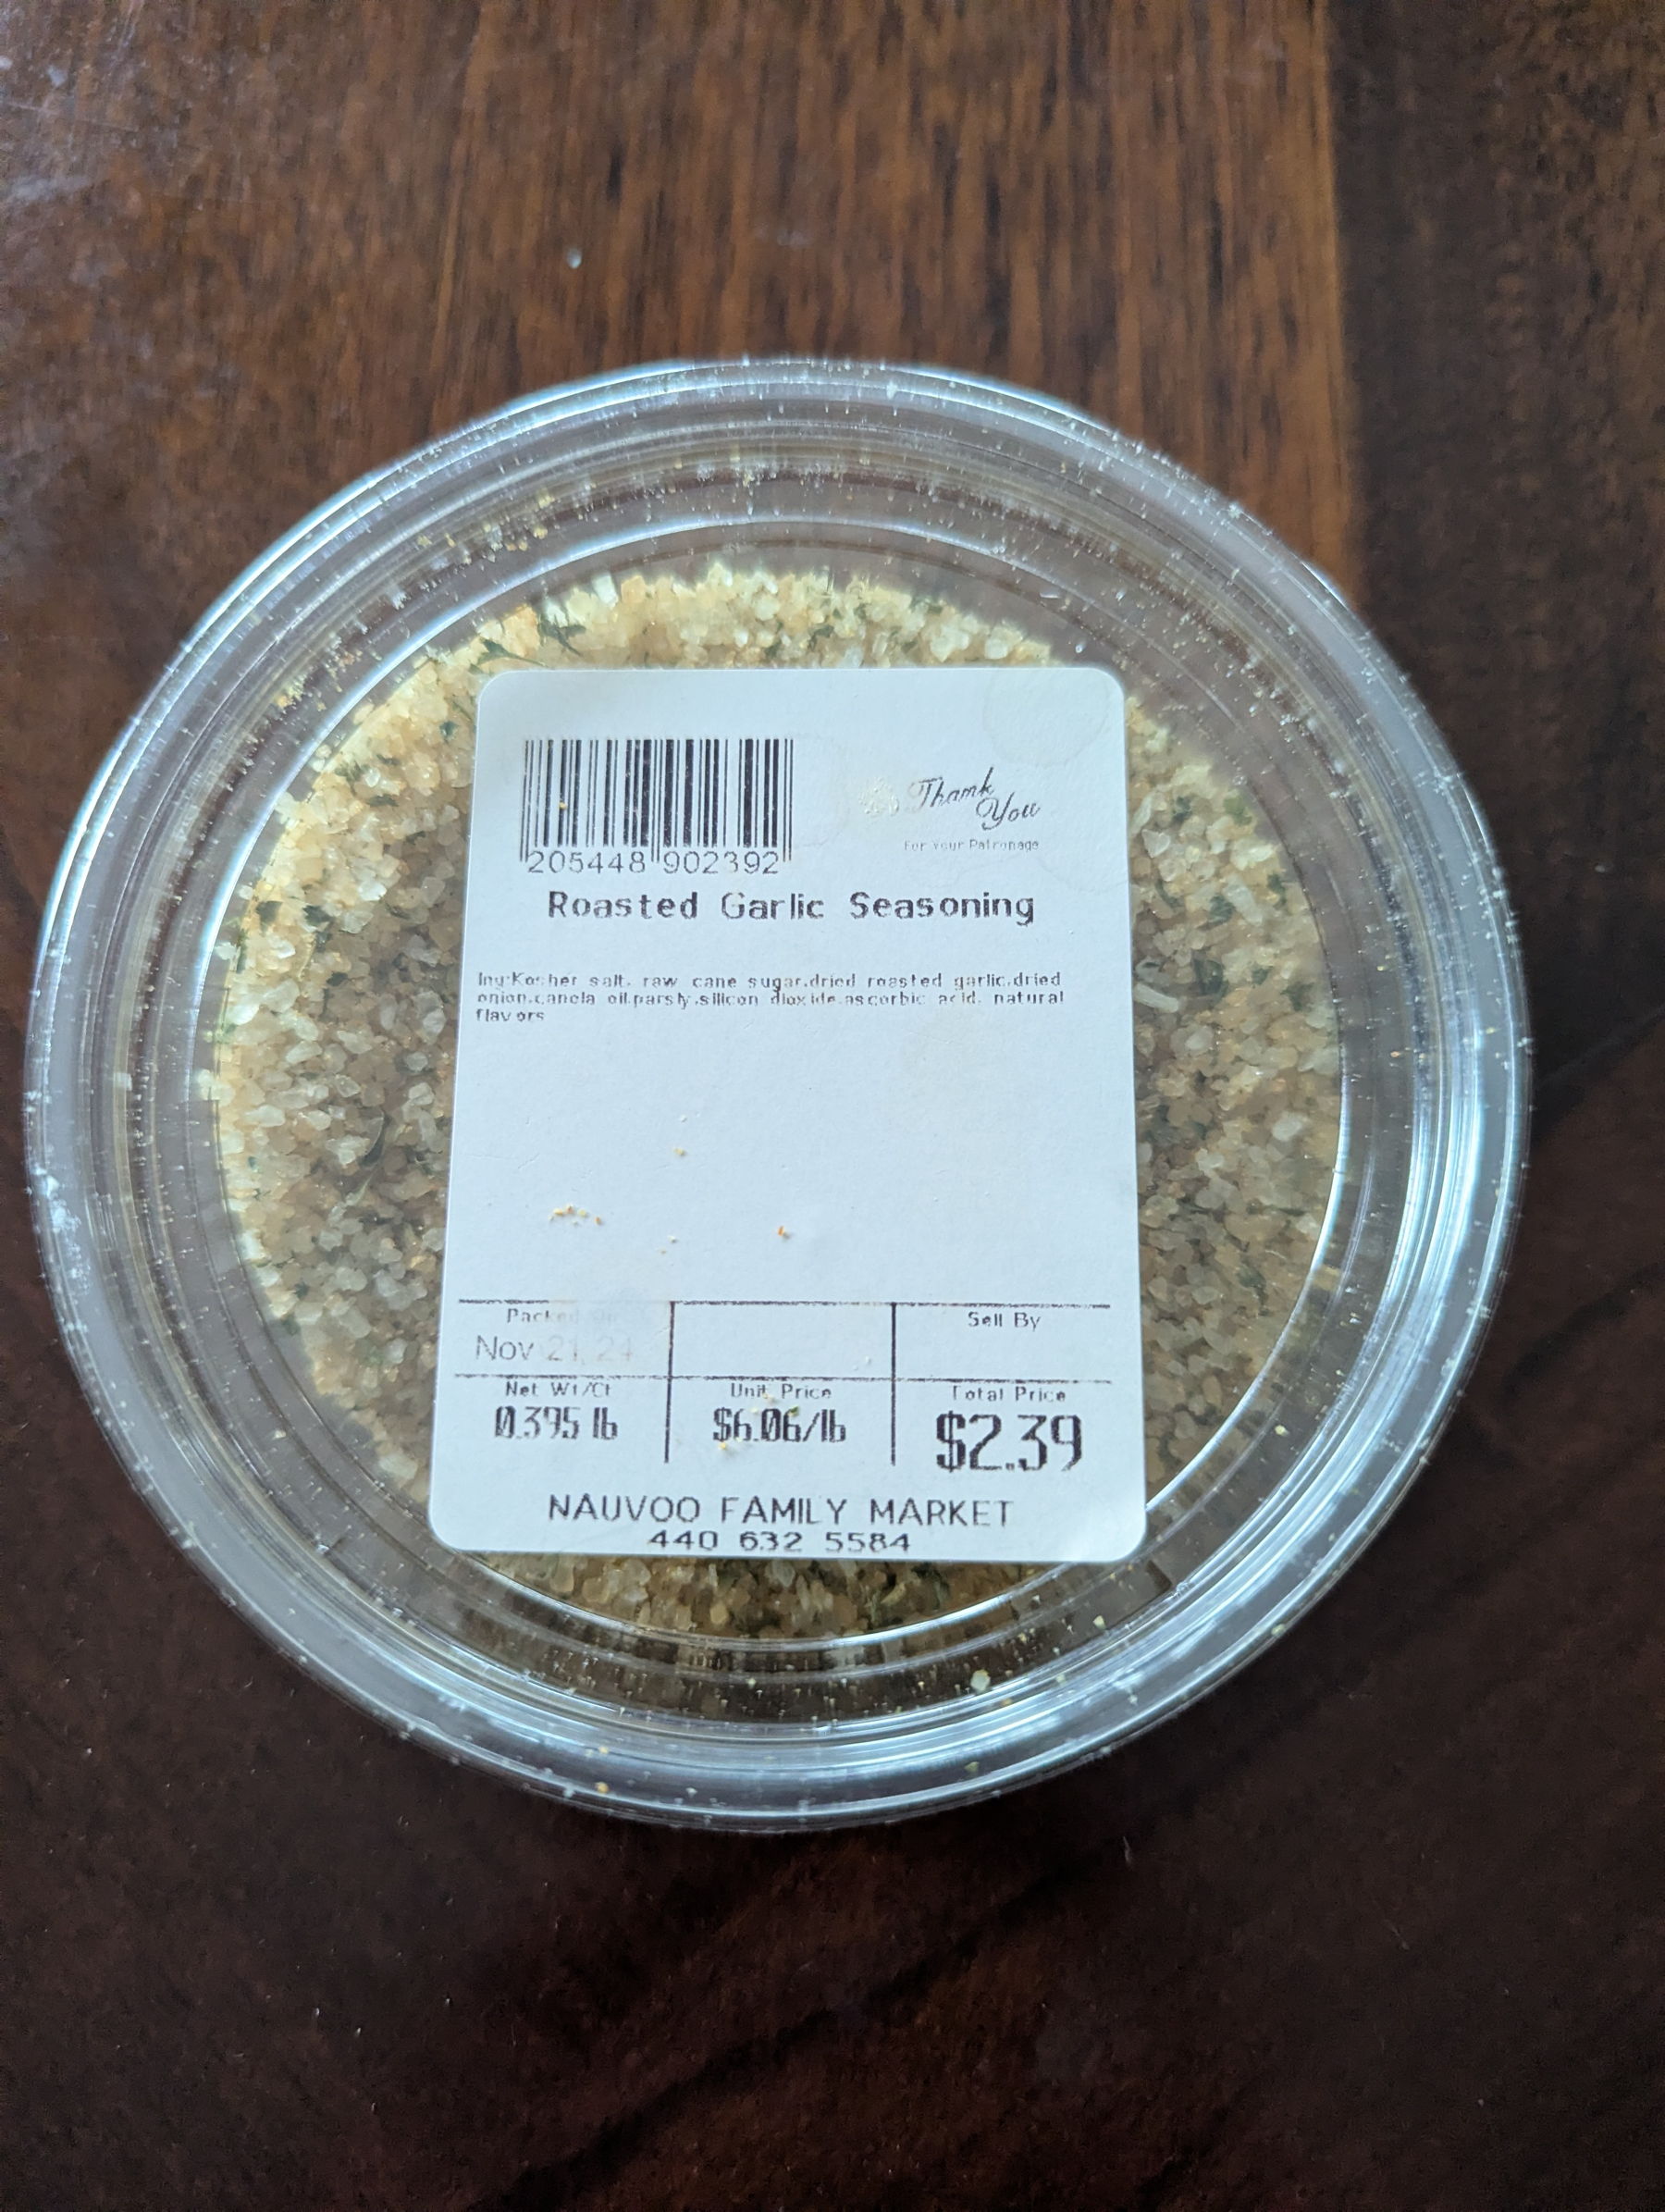 205448 902392
Thank
You
For Your Patronage
Roasted Garlic Seasoning
Ing:Kosher salt, raw cane sugar,dried roasted garlic,dried
onion,canola oil,parsly,silicon dioxide,ascorbic acid, natural
flavors
Packed
Nov 21, 24
Sell By
Net Wt/Ct
0.395 lb
Unit Price
$6.06/lb
Total Price
$2.39
NAUVOO FAMILY MARKET
440 632 5584